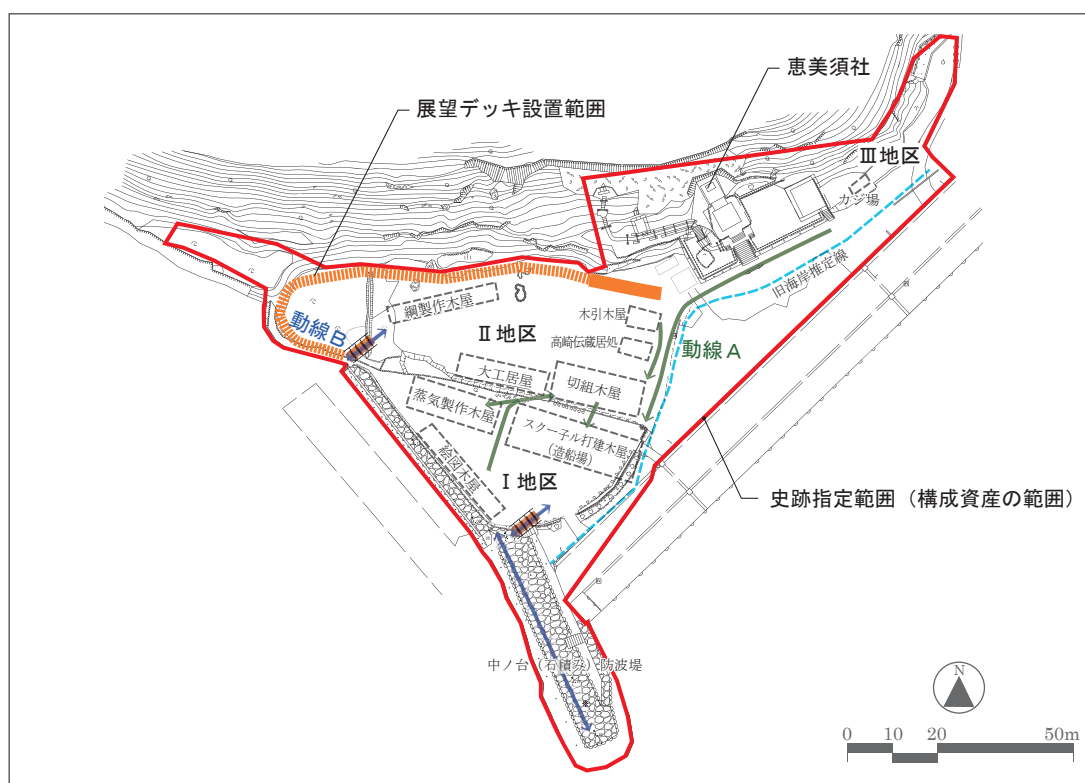 恵美須社
展望デッキ設置範囲
Ⅲ地区
カジ場
旧海岸推定線
綱製作木屋
動線B
Ⅱ地区
木引木屋
高崎伝蔵居処
動線A
大工居屋
切組木屋
蒸気製作木屋
スクーネル打建木屋
(造船場)
絵図木屋
Ⅰ地区
史跡指定範囲（構成資産の範囲）
中ノ台（石積み）防波堤
N
0 10 20 50m